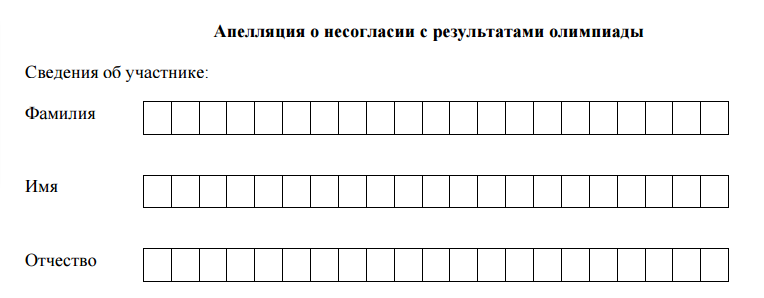 Апелляция о несогласии с результатами олимпиады
Сведения об участнике:
Фамилия
Имя
Отчество